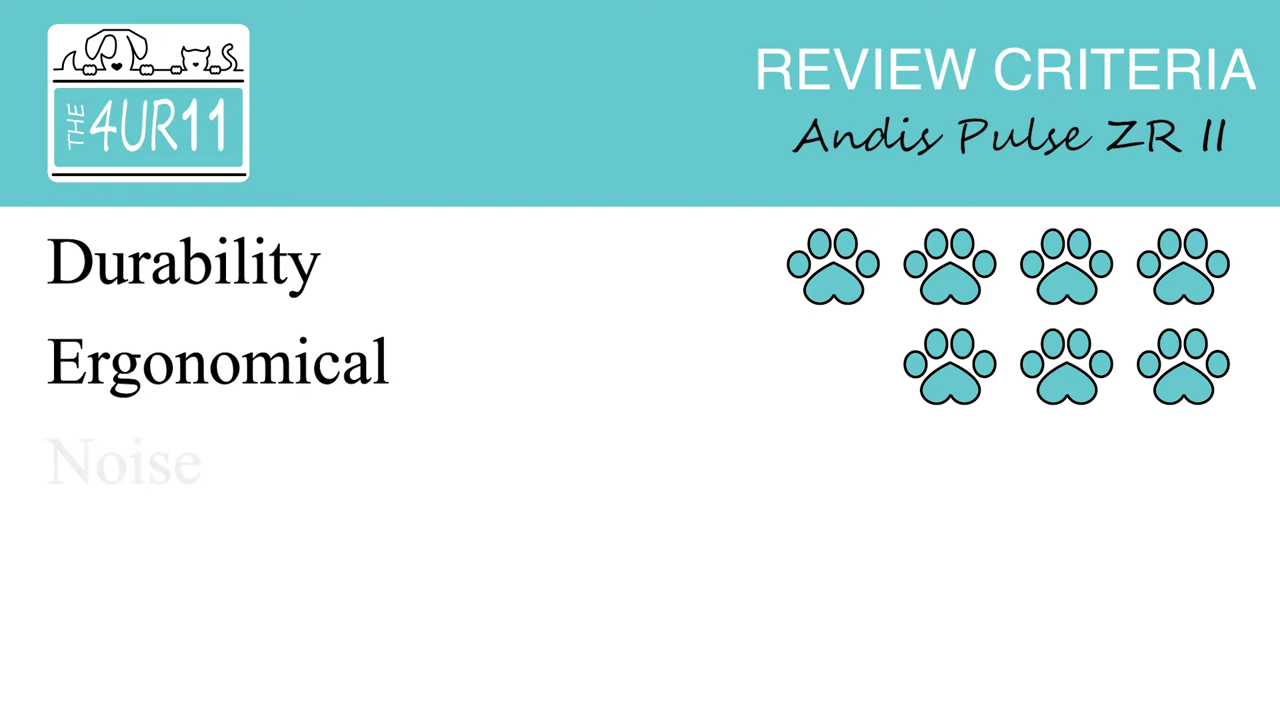 THE 4UR11
REVIEW CRITERIA
Andis Pulse ZR II
Durability
Ergonomical
Noise